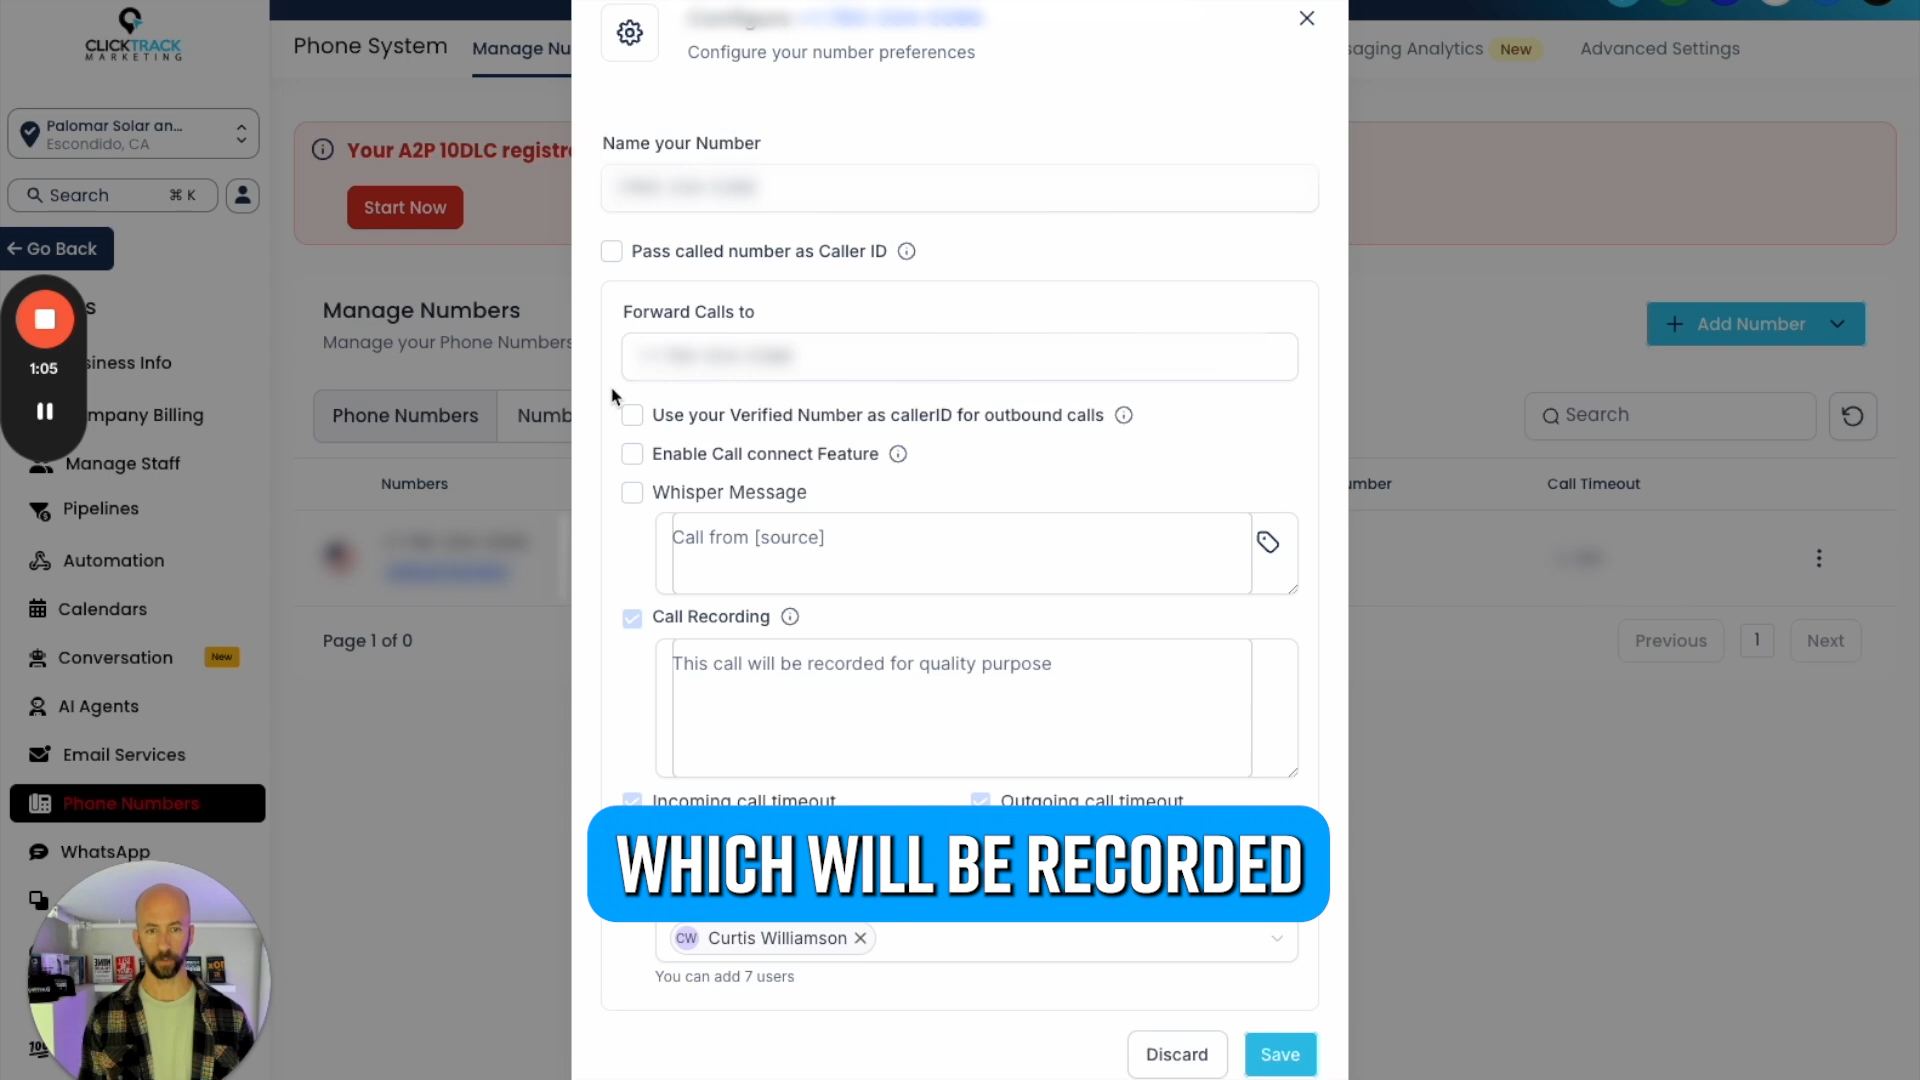 CLICKTRACK
MARKETING
Palomar Solar an...
Escondido, CA
Search ⌘ K
← Go Back
1:05
s
siness Info
mpany Billing
Manage Staff
Pipelines
Automation
Calendars
Conversation New
AI Agents
Email Services
Phone Numbers
WhatsApp
Phone System
Manage Nu
saging Analytics New
Advanced Settings
Your A2P 10DLC registr
Start Now
Manage Numbers
Manage your Phone Numbers
+ Add Number
Phone Numbers
Numb
Search
Numbers
umber
Call Timeout
Page 1 of 0
Previous 1 Next
Configure
Configure your number preferences
Name your Number
Pass called number as Caller ID
Forward Calls to
Use your Verified Number as callerID for outbound calls
Enable Call connect Feature
Whisper Message
Call from [source]
Call Recording
This call will be recorded for quality purpose
Incoming call timeout
Outgoing call timeout
WHICH WILL BE RECORDED
CW Curtis Williamson
You can add 7 users
Discard
Save